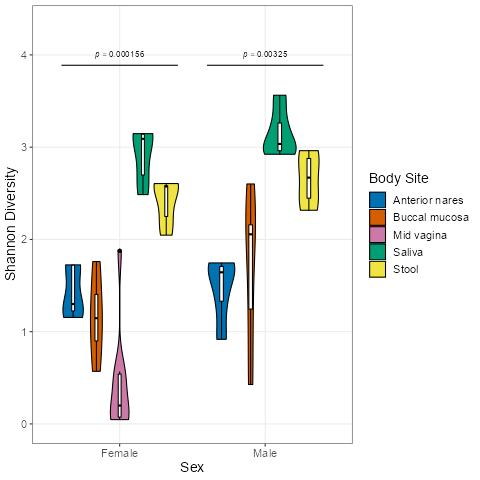 p = 0.000156
p = 0.00325
4
3
2
1
0
Shannon Diversity
Female
Male
Sex
Body Site
Anterior nares
Buccal mucosa
Mid vagina
Saliva
Stool